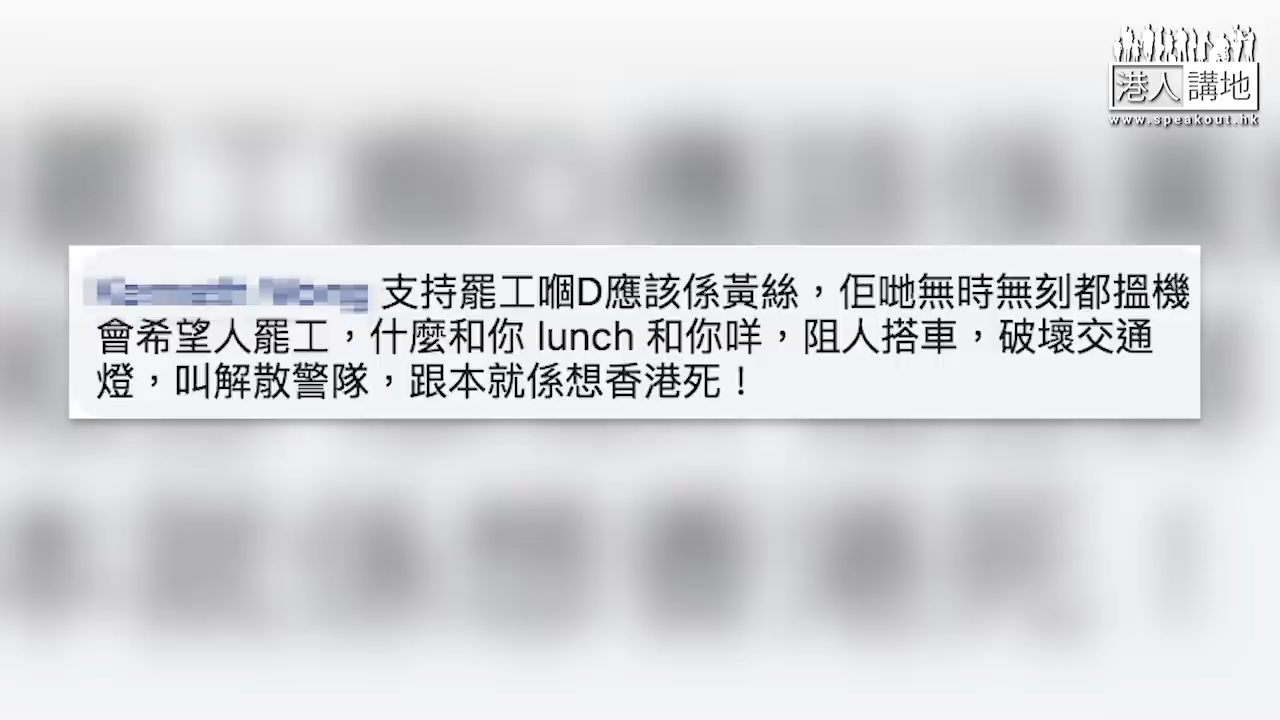 港人講地
www.speakout.hk
支持罷工嗰D應該係黃絲，佢哋無時無刻都搵機
會希望人罷工，什麼和你 lunch 和你咩，阻人搭車，破壞交通
燈，叫解散警隊，跟本就係想香港死！